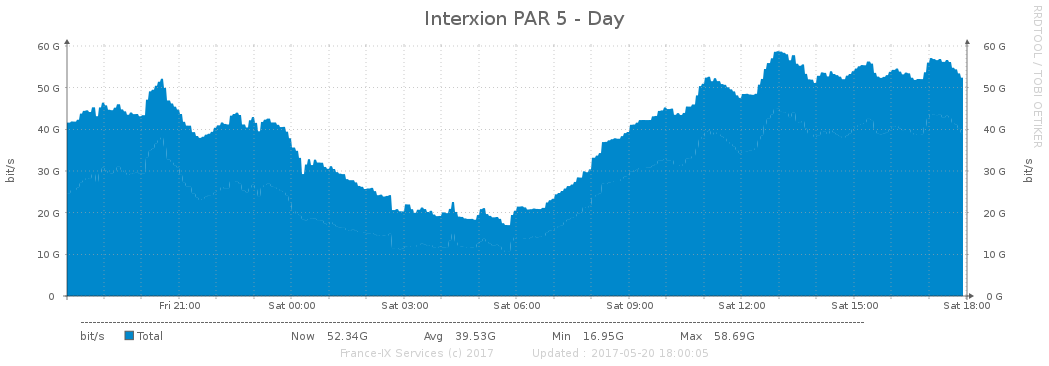 Interxion PAR 5 - Day
RRDTOOL / TOBI OETIKER
60 G 60 G
50 G 50 G
40 G 40 G
30 G 30 G
20 G 20 G
10 G 10 G
0 0 G
bit/s bit/s
Fri 21:00 Sat 00:00 Sat 03:00 Sat 06:00 Sat 09:00 Sat 12:00 Sat 15:00 Sat 18:00
bit/s Total Now 52.34G Avg 39.53G Min 16.95G Max 58.69G
France-IX Services (c) 2017 Updated : 2017-05-20 18:00:05